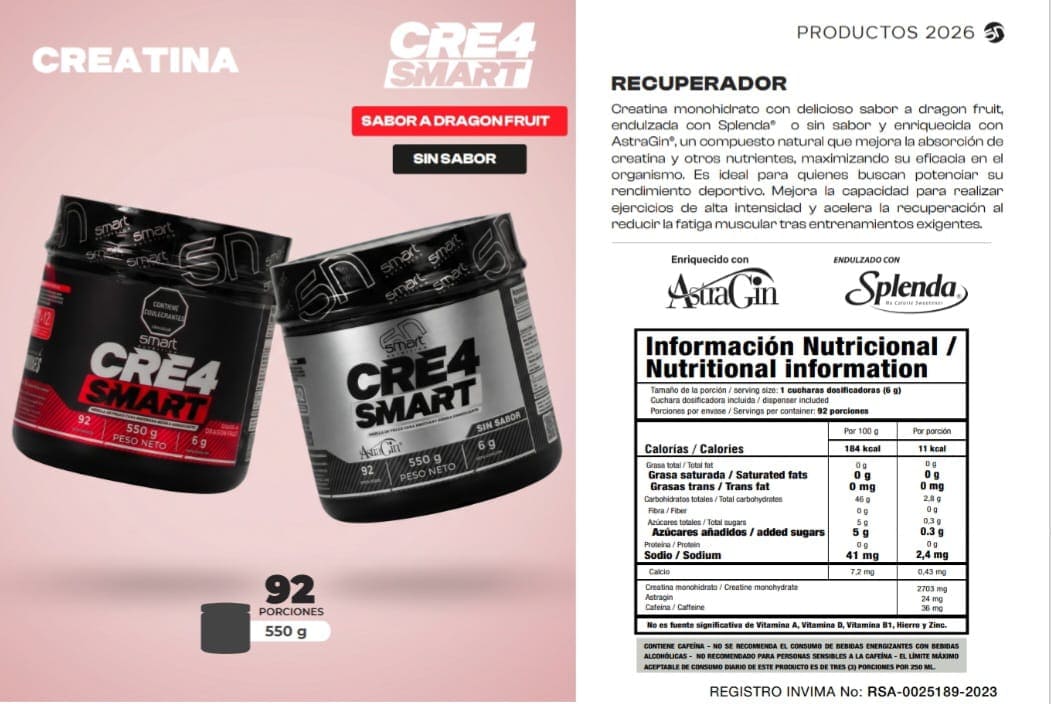 CREATINA
CRE4
SMART
SABOR A DRAGON FRUIT
SIN SABOR
smart
smart
smart
smart
CONTIENE
EDULCORANTES
smart
CRE4
SMART
92
550 g
PESO NETO
6 g
smart
smart
smart
smart
smart
CRE4
SMART
AstraGin
SIN SABOR
92
550 g
PESO NETO
6 g
92
PORCIONES
550 g
PRODUCTOS 2026
RECUPERADOR
Creatina monohidrato con delicioso sabor a dragon fruit,
endulzada con Splenda® o sin sabor y enriquecida con
AstraGin®, un compuesto natural que mejora la absorción de
creatina y otros nutrientes, maximizando su eficacia en el
organismo. Es ideal para quienes buscan potenciar su
rendimiento deportivo. Mejora la capacidad para realizar
ejercicios de alta intensidad y acelera la recuperación al
reducir la fatiga muscular tras entrenamientos exigentes.
Enriquecido con
AstraGin
ENDULZADO CON
Splenda®
No Calorie Sweetener
Información Nutricional /
Nutritional information
Tamaño de la porción / serving size: 1 cucharas dosificadoras (6 g)
Cuchara dosificadora incluida / dispenser included
Porciones por envase / Servings per container: 92 porciones
Por 100 g Por porción
Calorías / Calories 184 kcal 11 kcal
Grasa total / Total fat 0 g 0 g
Grasa saturada / Saturated fats 0 g 0 g
Grasas trans / Trans fat 0 mg 0 mg
Carbohidratos totales / Total carbohydrates 46 g 2,8 g
Fibra / Fiber 0 g 0 g
Azúcares totales / Total sugars 5 g 0,3 g
Azúcares añadidos / added sugars 5 g 0.3 g
Proteína / Protein 0 g 0 g
Sodio / Sodium 41 mg 2,4 mg
Calcio 7,2 mg 0,43 mg
Creatina monohidrato / Creatine monohydrate 2703 mg
Astragin 24 mg
Cafeína / Caffeine 36 mg
No es fuente significativa de Vitamina A, Vitamina D, Vitamina B1, Hierro y Zinc.
CONTIENE CAFEÍNA - NO SE RECOMIENDA EL CONSUMO DE BEBIDAS ENERGIZANTES CON BEBIDAS
ALCOHÓLICAS - NO RECOMENDADO PARA PERSONAS SENSIBLES A LA CAFEÍNA - EL LÍMITE MÁXIMO
ACEPTABLE DE CONSUMO DIARIO DE ESTE PRODUCTO ES DE TRES (3) PORCIONES POR 250 ML.
REGISTRO INVIMA No: RSA-0025189-2023